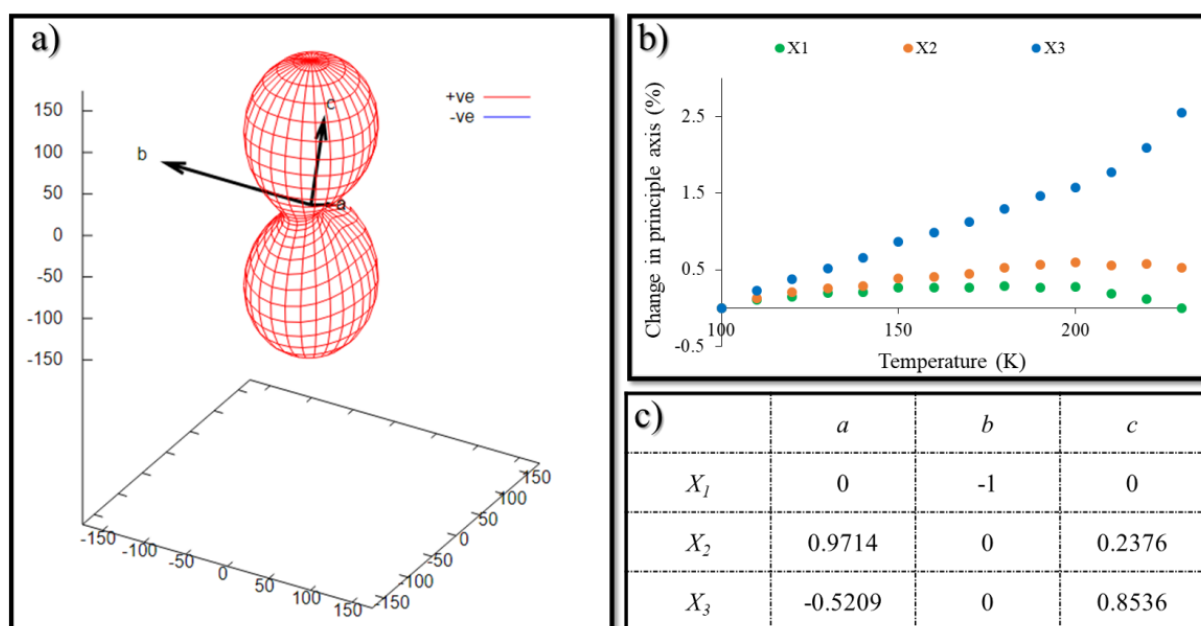 a)
+ve
-ve
150
100
50
0
-50
-100
-150
c
b
a
150
100
50
0
-50
-100
-150
-150
-100
-50
0
50
100
150
b)
X1 X2 X3
Change in principle axis (%)
2.5
1.5
0.5
-0.5
100 150 200
Temperature (K)
c)
a b c
X1 0 -1 0
X2 0.9714 0 0.2376
X3 -0.5209 0 0.8536